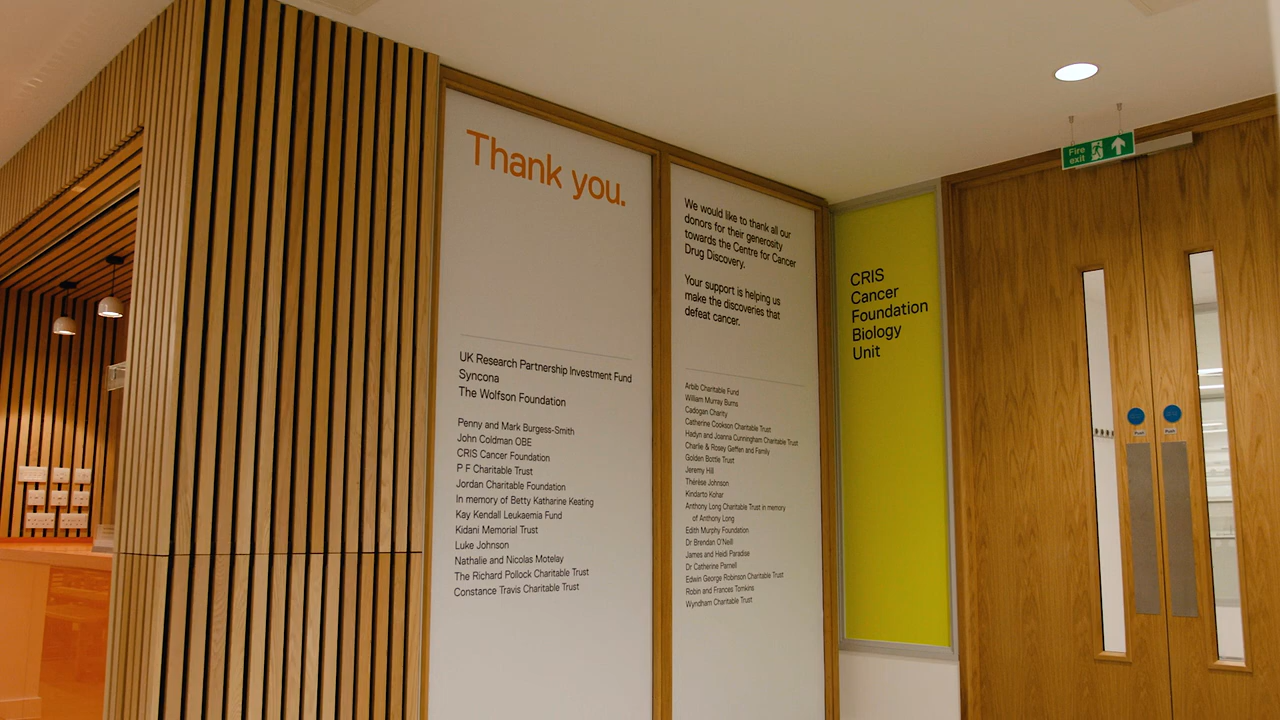 Thank you.
UK Research Partnership Investment Fund
Syncona
The Wolfson Foundation
Penny and Mark Burgess-Smith
John Coldman OBE
CRIS Cancer Foundation
P F Charitable Trust
Jordan Charitable Foundation
In memory of Betty Katharine Keating
Kay Kendall Leukaemia Fund
Kidani Memorial Trust
Luke Johnson
Nathalie and Nicolas Motelay
The Richard Pollock Charitable Trust
Constance Travis Charitable Trust
We would like to thank all our
donors for their generosity
towards the Centre for Cancer
Drug Discovery.
Your support is helping us
make the discoveries that
defeat cancer.
Arbib Charitable Fund
William Murray Burns
Cadogan Charity
Catherine Cookson Charitable Trust
Hadyn and Joanna Cunningham Charitable Trust
Charlie & Rosey Geffen and Family
Golden Bottle Trust
Jeremy Hill
Thérèse Johnson
Kindarto Kohar
Anthony Long Charitable Trust in memory
of Anthony Long
Edith Murphy Foundation
Dr Brendan O'Neill
James and Heidi Paradise
Dr Catherine Parnell
Edwin George Robinson Charitable Trust
Robin and Frances Tomkins
Wyndham Charitable Trust
CRIS
Cancer
Foundation
Biology
Unit
Fire
exit
Push
Push